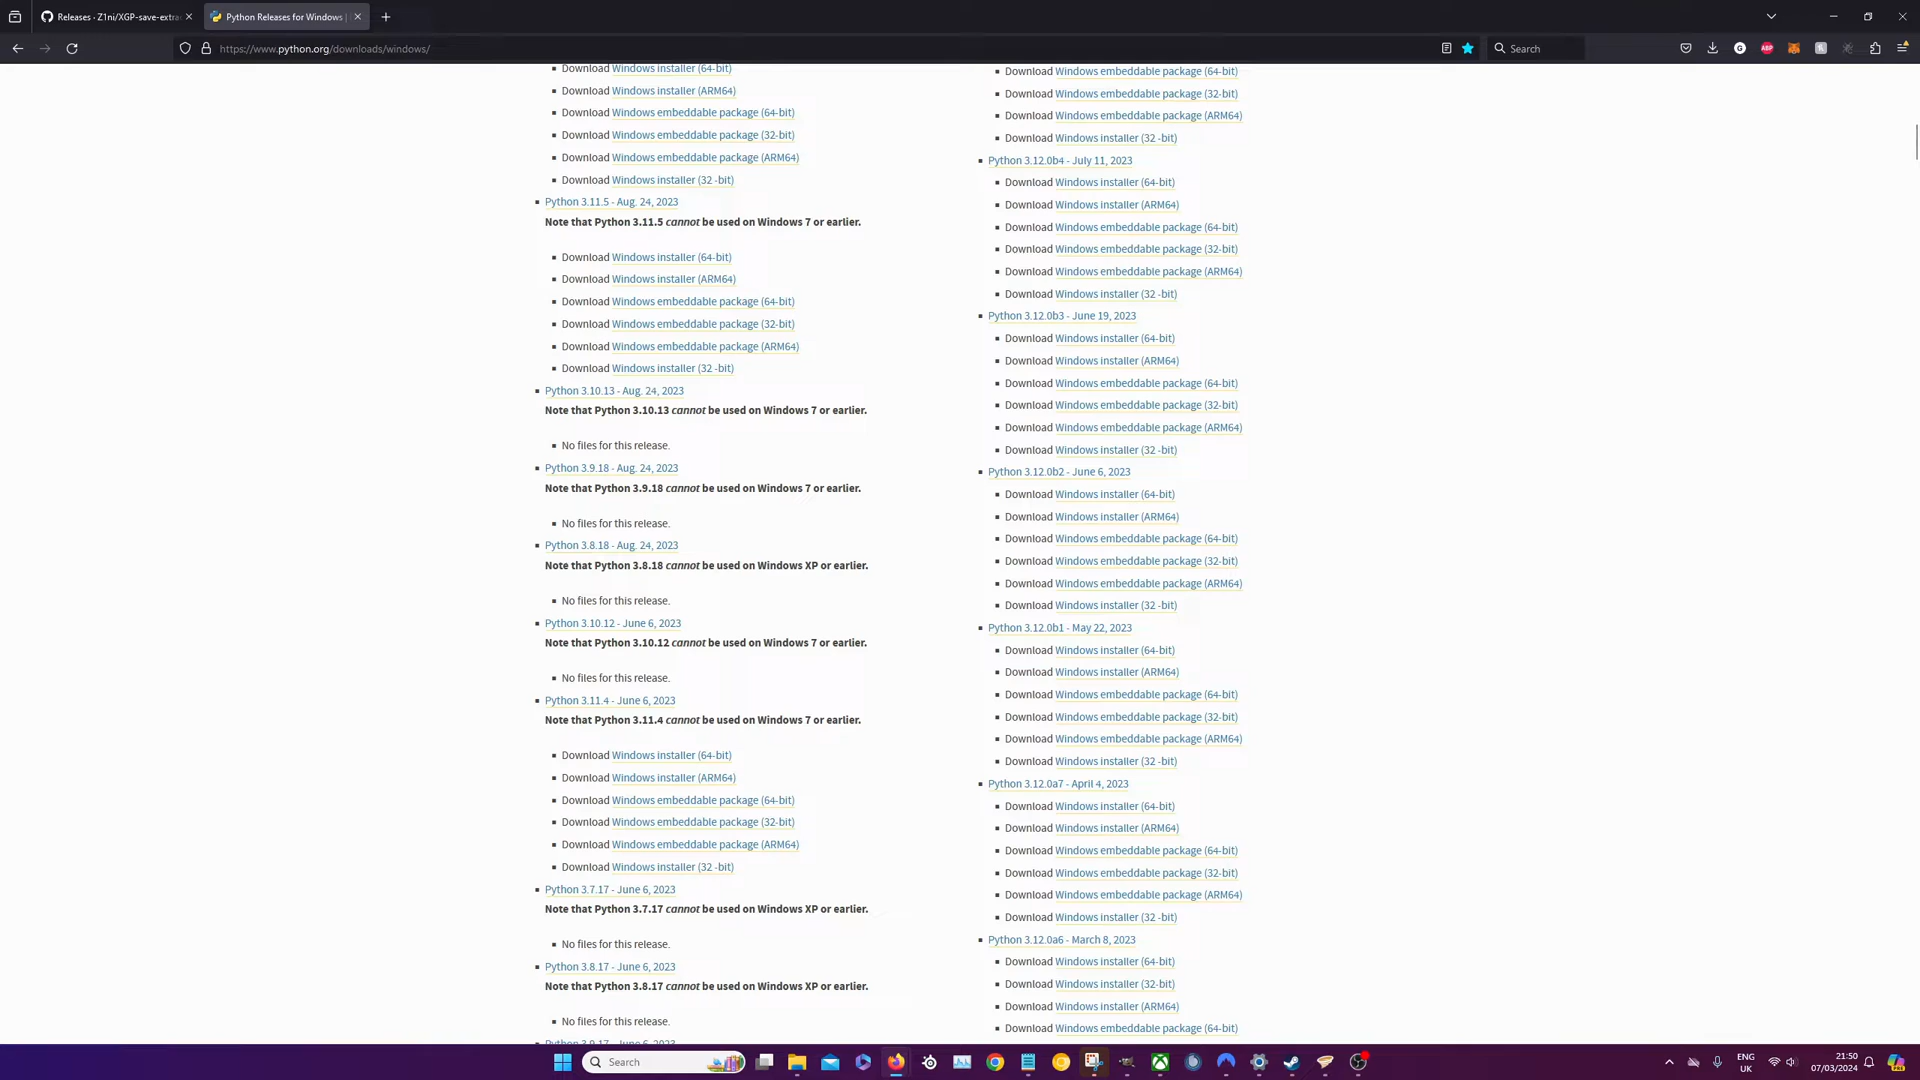 Releases · Z1ni/XGP-save-extra
Python Releases for Windows |
https://www.python.org/downloads/windows/
Search
Download Windows installer (64-bit)
Download Windows installer (ARM64)
Download Windows embeddable package (64-bit)
Download Windows embeddable package (32-bit)
Download Windows embeddable package (ARM64)
Download Windows installer (32 -bit)
Python 3.11.5 - Aug. 24, 2023
Note that Python 3.11.5 cannot be used on Windows 7 or earlier.
Download Windows installer (64-bit)
Download Windows installer (ARM64)
Download Windows embeddable package (64-bit)
Download Windows embeddable package (32-bit)
Download Windows embeddable package (ARM64)
Download Windows installer (32 -bit)
Python 3.10.13 - Aug. 24, 2023
Note that Python 3.10.13 cannot be used on Windows 7 or earlier.
No files for this release.
Python 3.9.18 - Aug. 24, 2023
Note that Python 3.9.18 cannot be used on Windows 7 or earlier.
No files for this release.
Python 3.8.18 - Aug. 24, 2023
Note that Python 3.8.18 cannot be used on Windows XP or earlier.
No files for this release.
Python 3.10.12 - June 6, 2023
Note that Python 3.10.12 cannot be used on Windows 7 or earlier.
No files for this release.
Python 3.11.4 - June 6, 2023
Note that Python 3.11.4 cannot be used on Windows 7 or earlier.
Download Windows installer (64-bit)
Download Windows installer (ARM64)
Download Windows embeddable package (64-bit)
Download Windows embeddable package (32-bit)
Download Windows embeddable package (ARM64)
Download Windows installer (32 -bit)
Python 3.7.17 - June 6, 2023
Note that Python 3.7.17 cannot be used on Windows XP or earlier.
No files for this release.
Python 3.8.17 - June 6, 2023
Note that Python 3.8.17 cannot be used on Windows XP or earlier.
No files for this release.
Python 3.9.17 - June 6, 2023
Download Windows embeddable package (64-bit)
Download Windows embeddable package (32-bit)
Download Windows embeddable package (ARM64)
Download Windows installer (32 -bit)
Python 3.12.0b4 - July 11, 2023
Download Windows installer (64-bit)
Download Windows installer (ARM64)
Download Windows embeddable package (64-bit)
Download Windows embeddable package (32-bit)
Download Windows embeddable package (ARM64)
Download Windows installer (32 -bit)
Python 3.12.0b3 - June 19, 2023
Download Windows installer (64-bit)
Download Windows installer (ARM64)
Download Windows embeddable package (64-bit)
Download Windows embeddable package (32-bit)
Download Windows embeddable package (ARM64)
Download Windows installer (32 -bit)
Python 3.12.0b2 - June 6, 2023
Download Windows installer (64-bit)
Download Windows installer (ARM64)
Download Windows embeddable package (64-bit)
Download Windows embeddable package (32-bit)
Download Windows embeddable package (ARM64)
Download Windows installer (32 -bit)
Python 3.12.0b1 - May 22, 2023
Download Windows installer (64-bit)
Download Windows installer (ARM64)
Download Windows embeddable package (64-bit)
Download Windows embeddable package (32-bit)
Download Windows embeddable package (ARM64)
Download Windows installer (32 -bit)
Python 3.12.0a7 - April 4, 2023
Download Windows installer (64-bit)
Download Windows installer (ARM64)
Download Windows embeddable package (64-bit)
Download Windows embeddable package (32-bit)
Download Windows embeddable package (ARM64)
Download Windows installer (32 -bit)
Python 3.12.0a6 - March 8, 2023
Download Windows installer (64-bit)
Download Windows installer (32-bit)
Download Windows installer (ARM64)
Download Windows embeddable package (64-bit)
Search
ENG
UK
21:50
07/03/2024